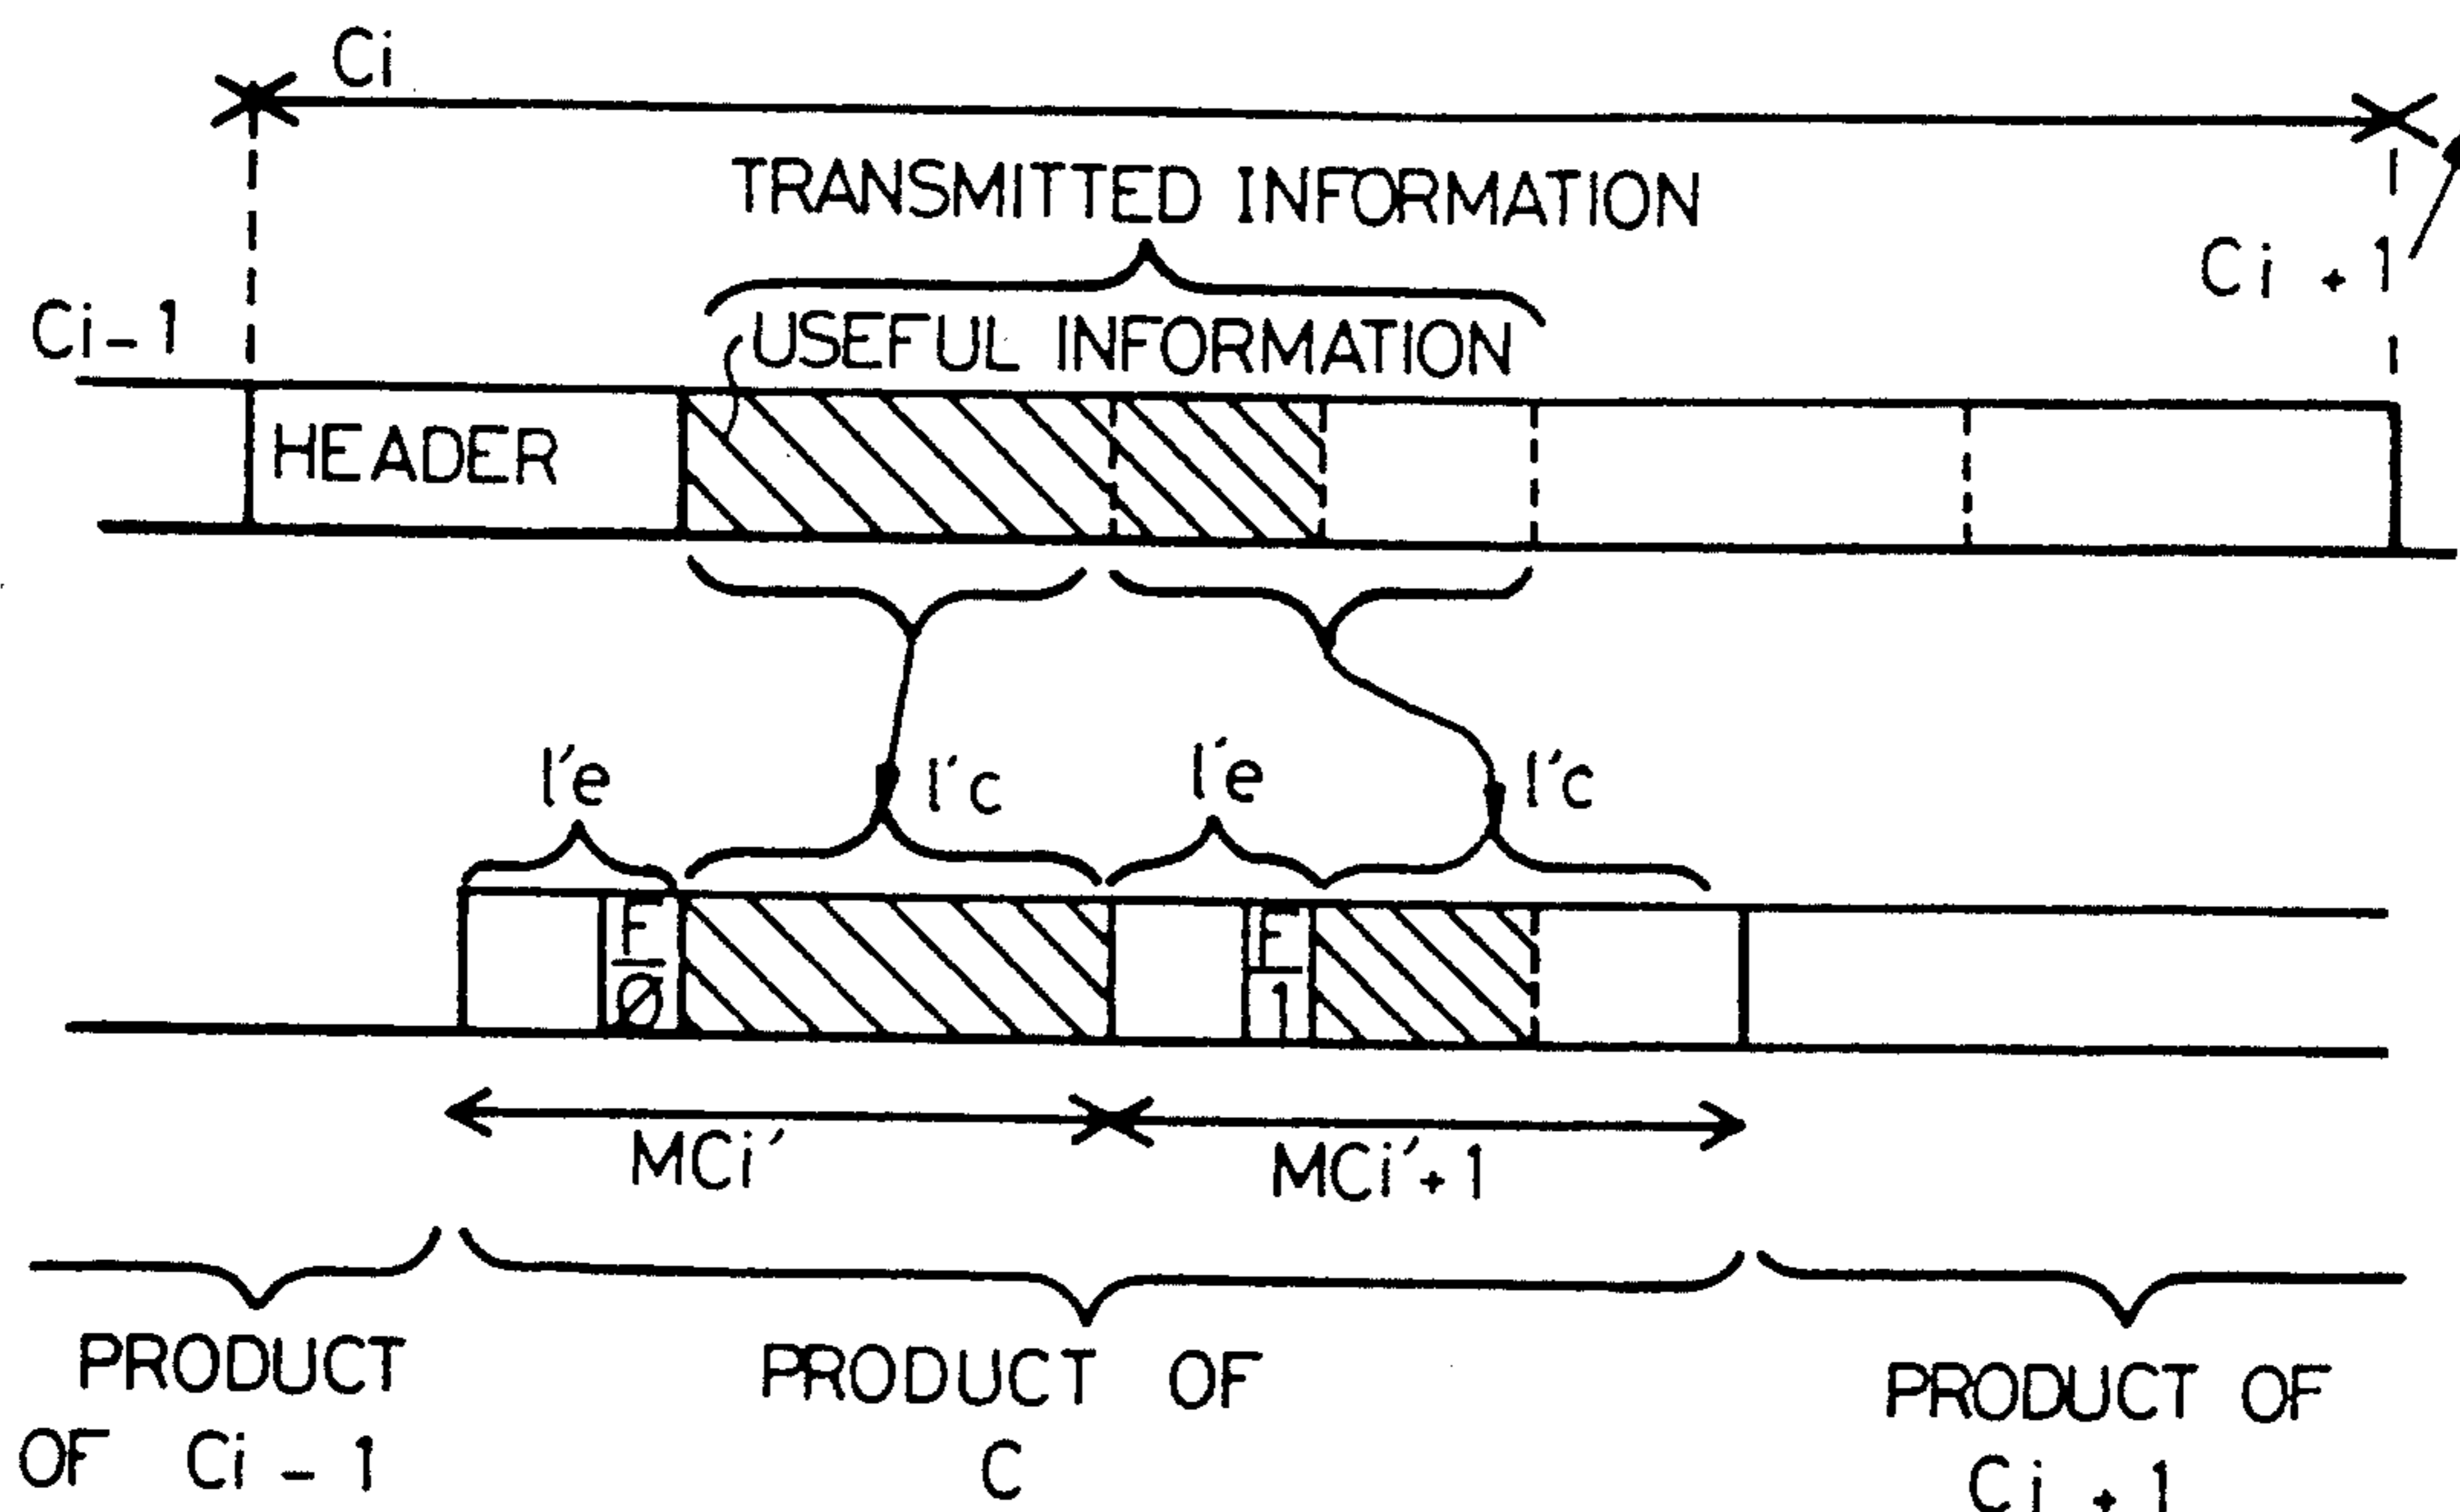 Ci
TRANSMITTED INFORMATION
Ci + 1
Ci-1
USEFUL INFORMATION
HEADER
l'e
l'c
l'e
l'c
F
Ø
F
1
MCi'
MCi'+1
PRODUCT
OF Ci - 1
PRODUCT OF
C
PRODUCT OF
Ci + 1